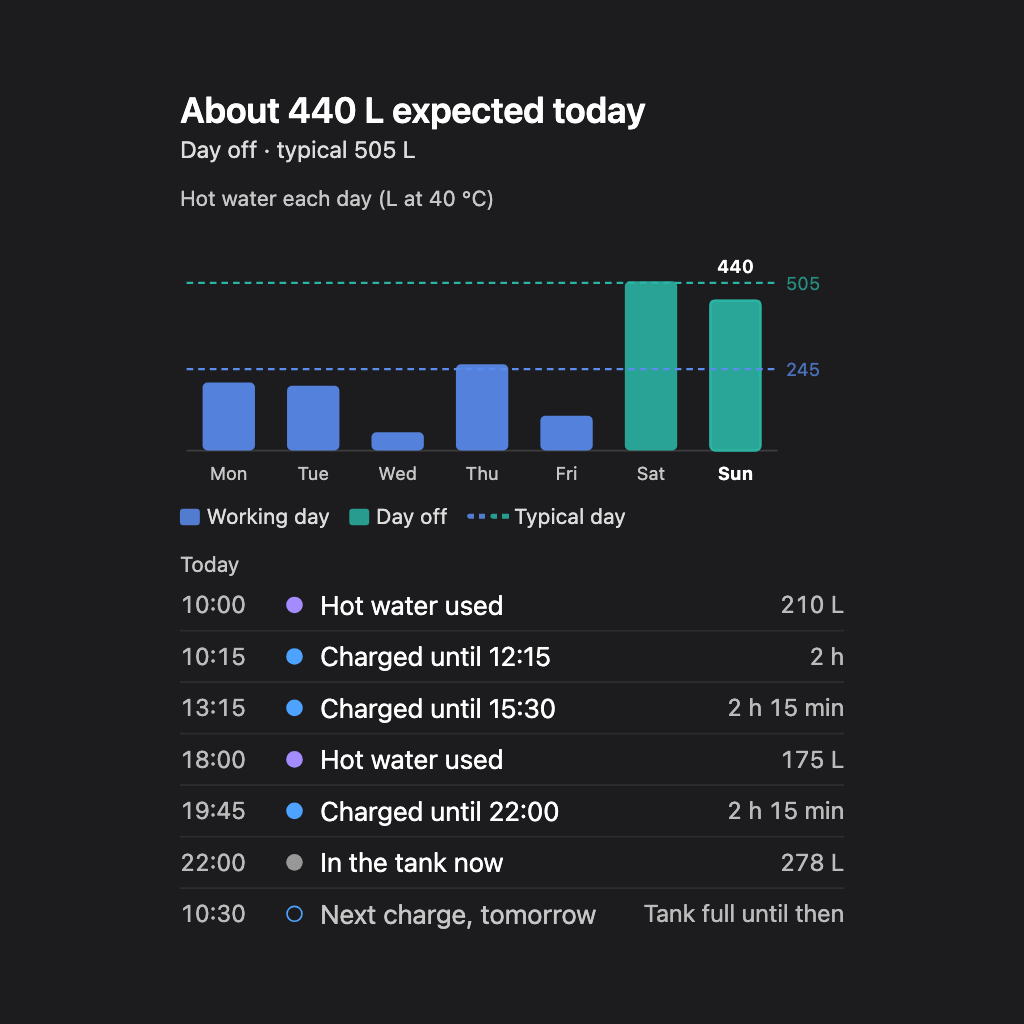 About 440 L expected today
Day off · typical 505 L
Hot water each day (L at 40 °C)
440
505
245
Mon Tue Wed Thu Fri Sat Sun
Working day Day off Typical day
Today
10:00 Hot water used 210 L
10:15 Charged until 12:15 2 h
13:15 Charged until 15:30 2 h 15 min
18:00 Hot water used 175 L
19:45 Charged until 22:00 2 h 15 min
22:00 In the tank now 278 L
10:30 Next charge, tomorrow Tank full until then